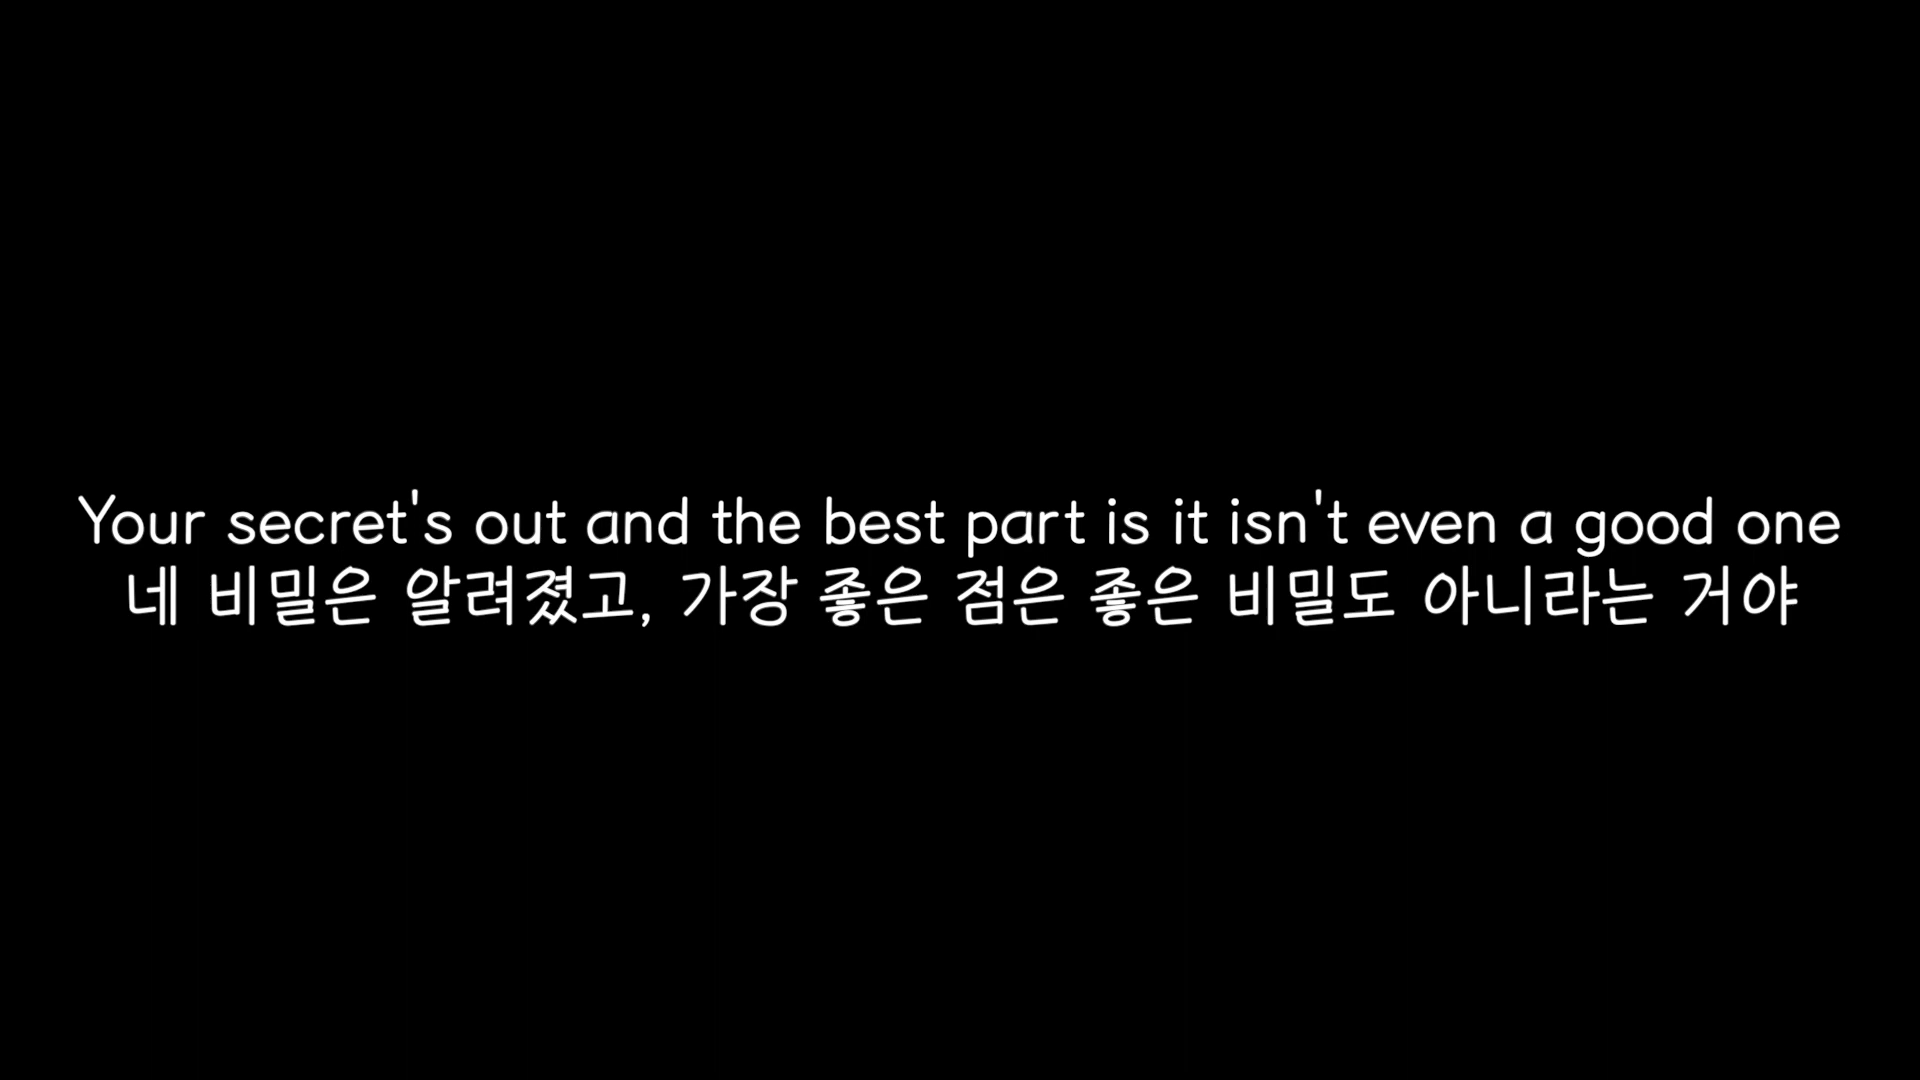 Your secret's out and the best part is it isn't even a good one
네 비밀은 알려졌고, 가장 좋은 점은 좋은 비밀도 아니라는 거야